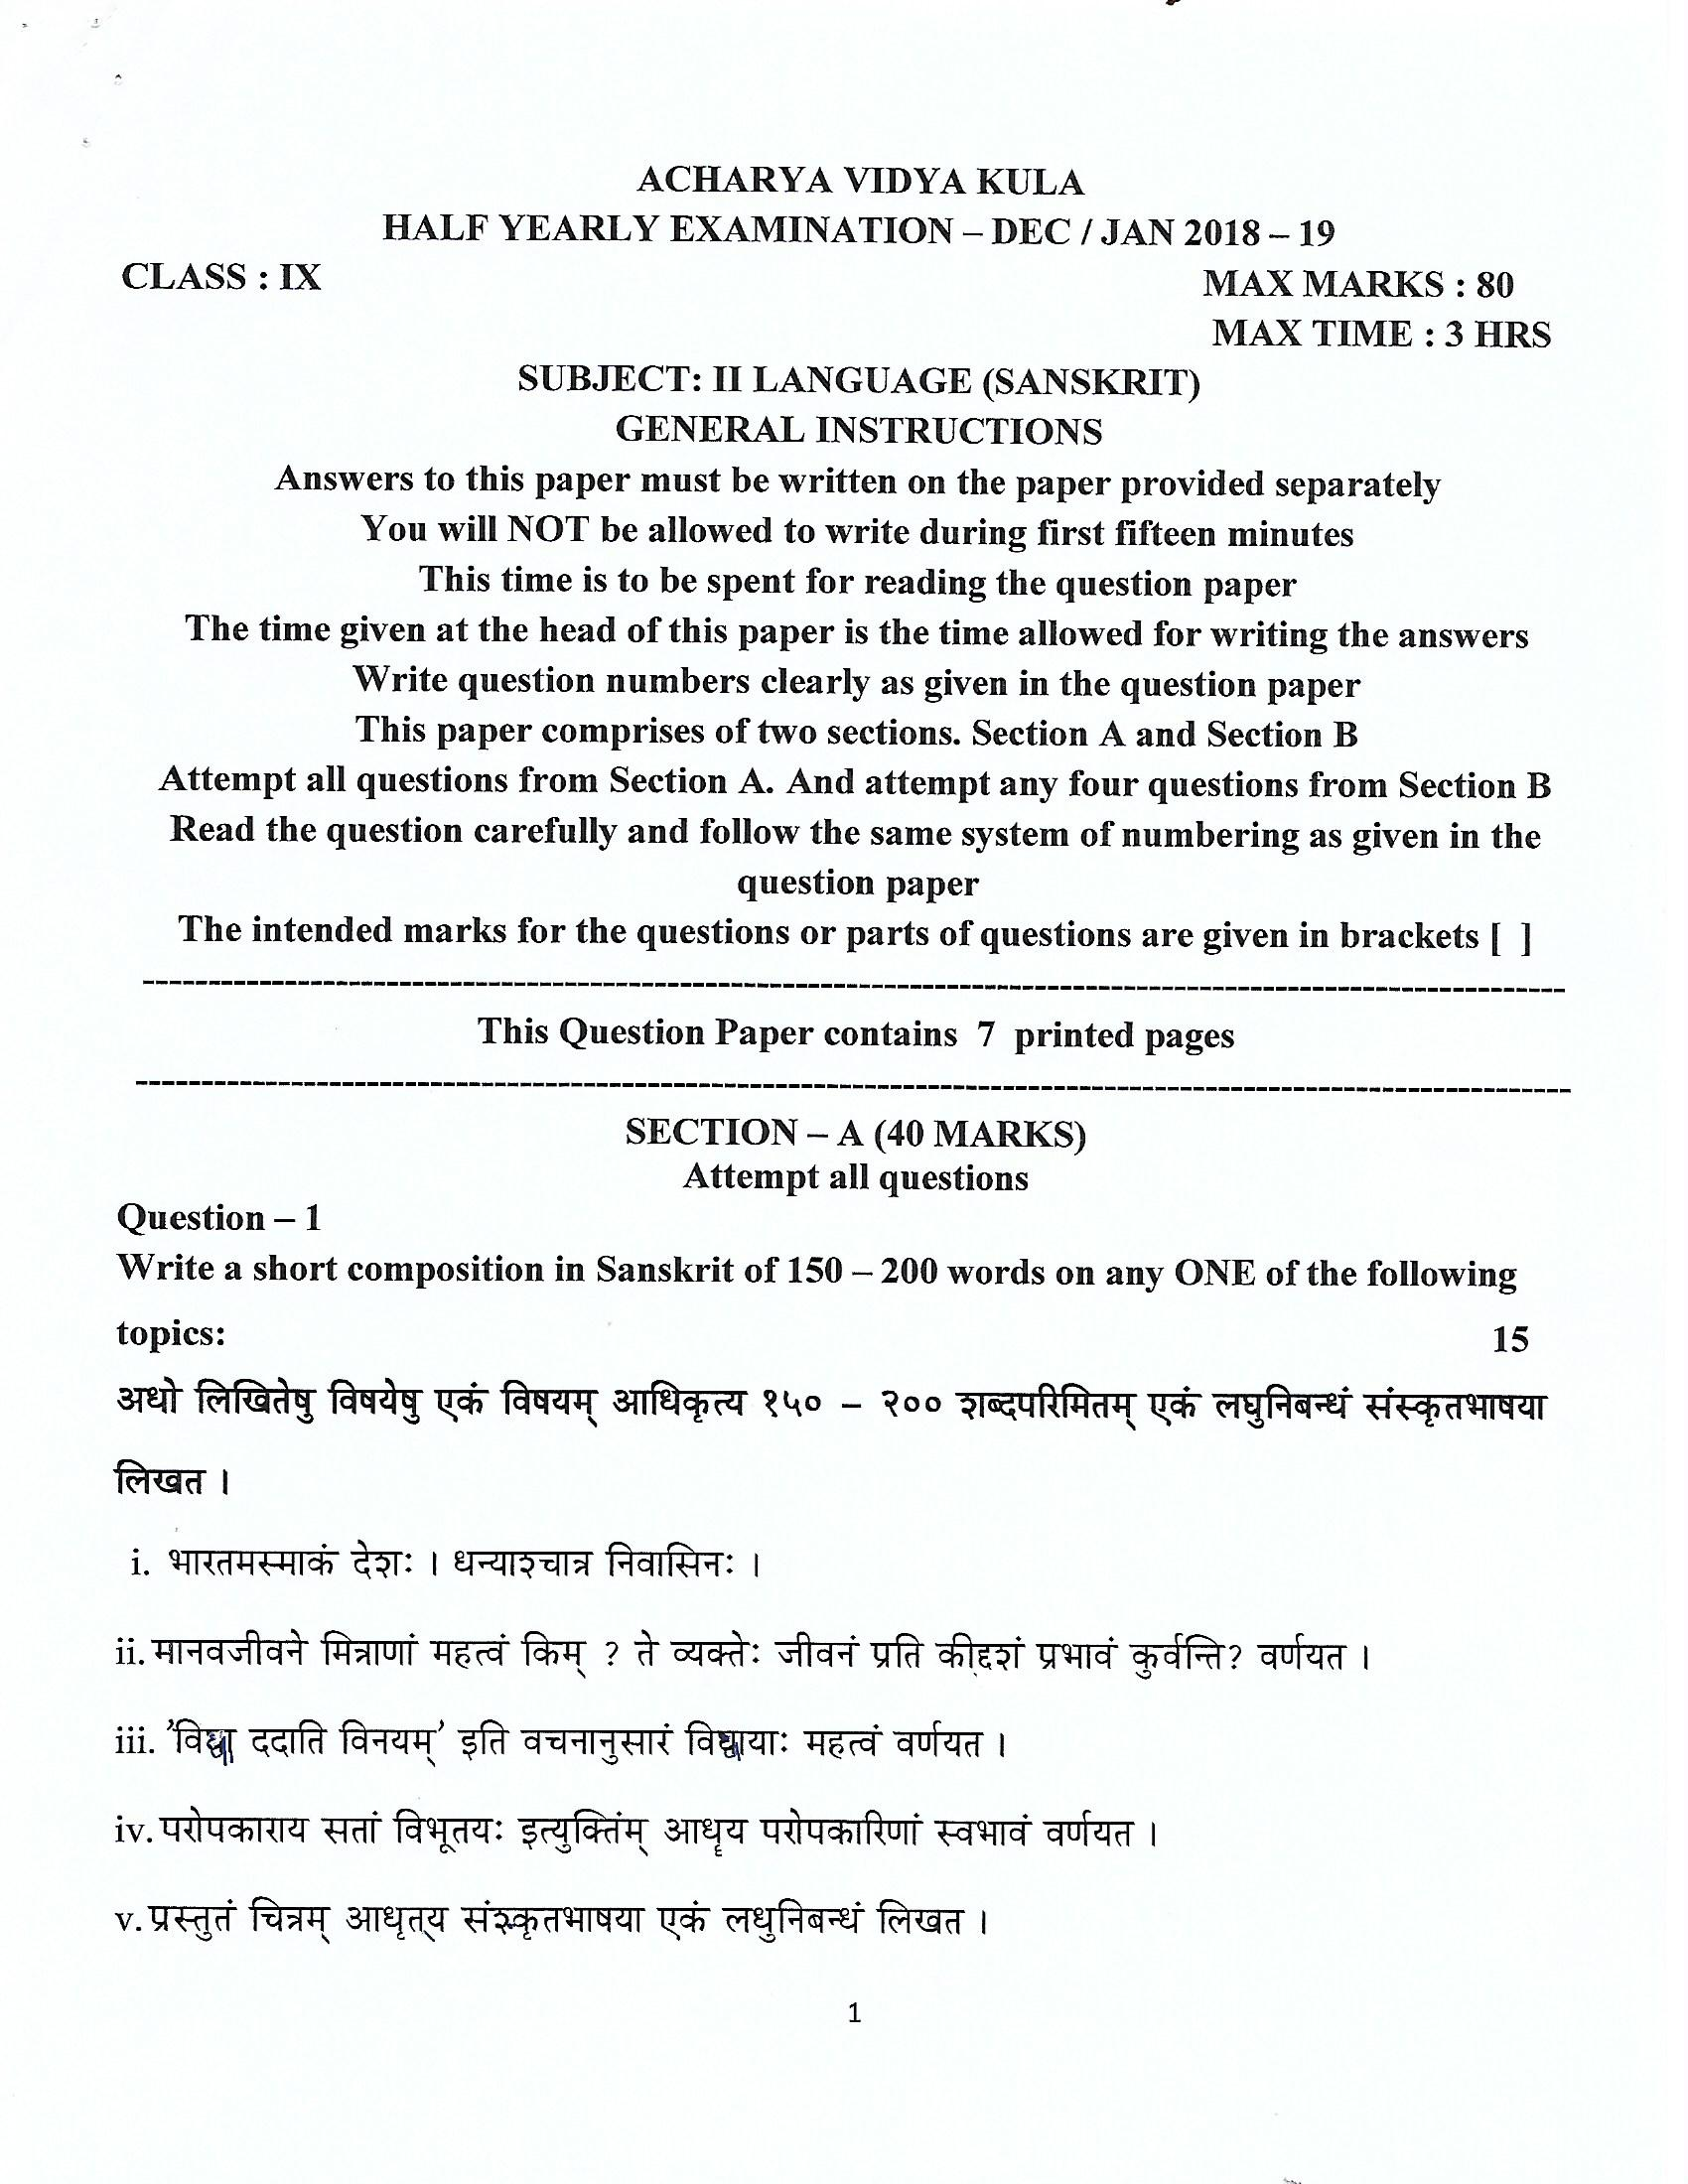 ACHARYA VIDYA KULA
HALF YEARLY EXAMINATION – DEC / JAN 2018 – 19
CLASS : IX
MAX MARKS : 80
MAX TIME : 3 HRS
SUBJECT: II LANGUAGE (SANSKRIT)
GENERAL INSTRUCTIONS
Answers to this paper must be written on the paper provided separately
You will NOT be allowed to write during first fifteen minutes
This time is to be spent for reading the question paper
The time given at the head of this paper is the time allowed for writing the answers
Write question numbers clearly as given in the question paper
This paper comprises of two sections. Section A and Section B
Attempt all questions from Section A. And attempt any four questions from Section B
Read the question carefully and follow the same system of numbering as given in the
question paper
The intended marks for the questions or parts of questions are given in brackets [ ]
This Question Paper contains 7 printed pages
SECTION – A (40 MARKS)
Attempt all questions
Question – 1
Write a short composition in Sanskrit of 150 – 200 words on any ONE of the following
topics: 15
अधो लिखितेषु विषयेषु एकं विषयम् आधिकृत्य १५० – २०० शब्दपरिमितम् एकं लघुनिबन्धं संस्कृतभाषया
लिखत ।
i. भारतमस्माकं देशः । धन्याश्चात्र निवासिनः ।
ii. मानवजीवने मित्राणां महत्वं किम् ? ते व्यक्तेः जीवनं प्रति कीद्दशं प्रभावं कुर्वन्ति? वर्णयत ।
iii. ’विद्या ददाति विनयम्’ इति वचनानुसारं विद्यायाः महत्वं वर्णयत ।
iv. परोपकाराय सतां विभूतयः इत्युक्तिंम् आधॄय परोपकारिणां स्वभावं वर्णयत ।
v. प्रस्तुतं चित्रम् आधृत्य संस्कृतभाषया एकं लधुनिबन्धं लिखत ।
1